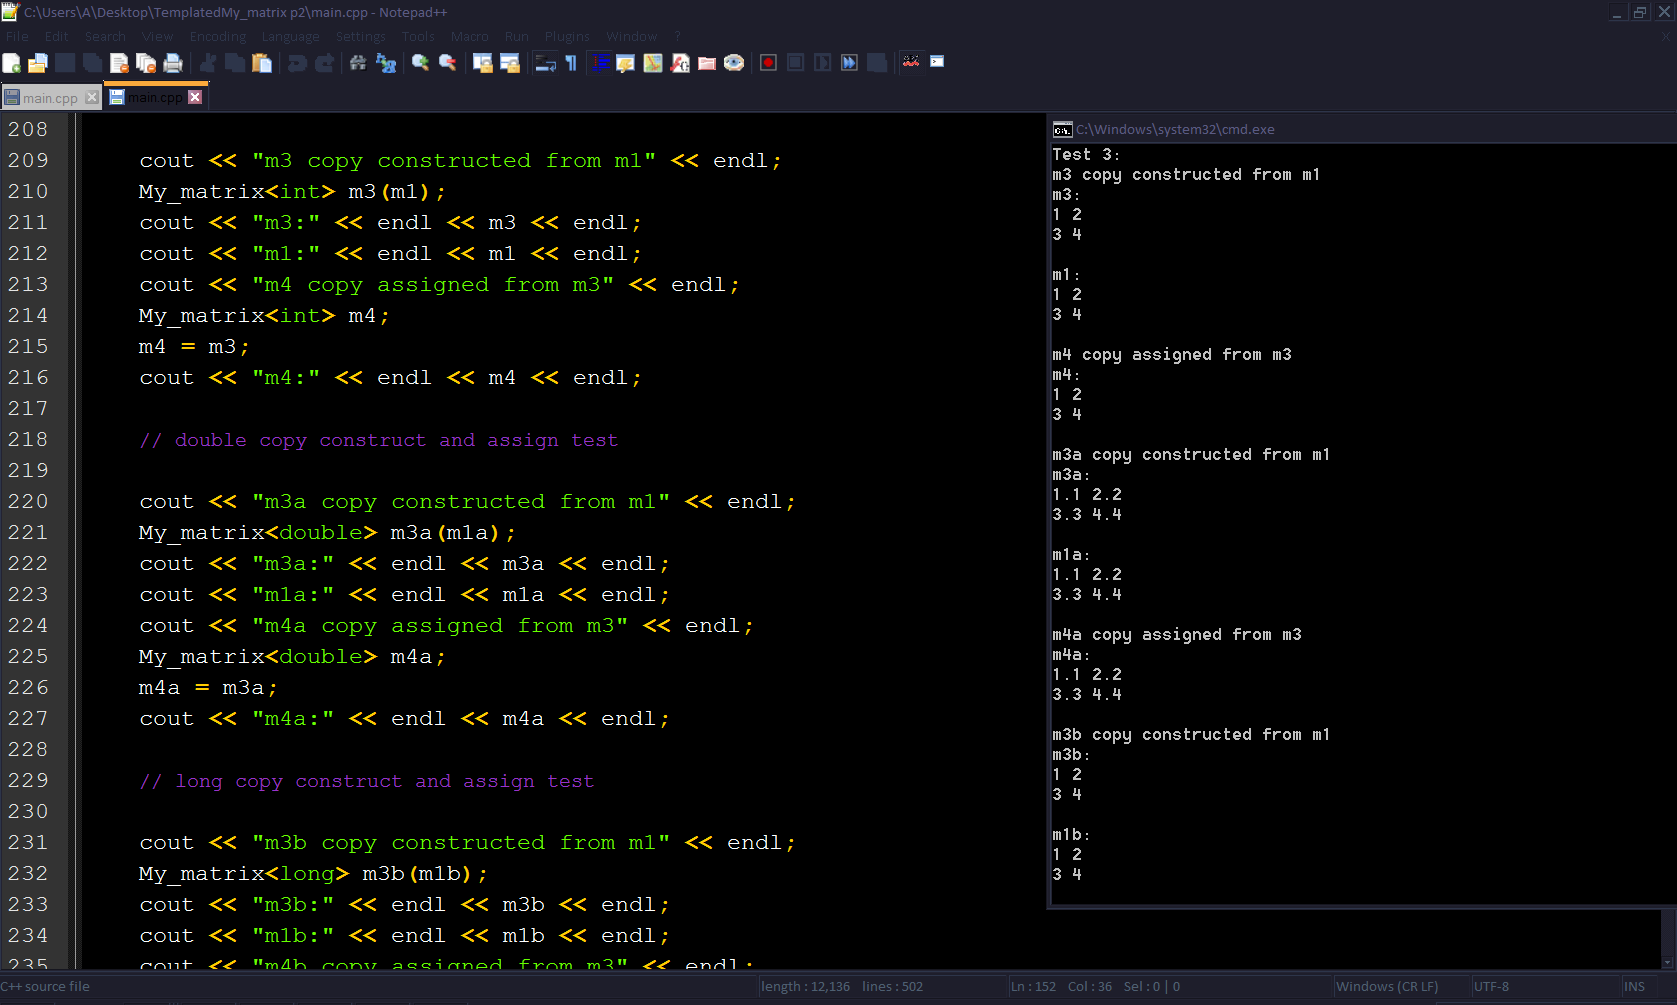 C:\Users\A\Desktop\TemplatedMy_matrix p2\main.cpp - Notepad++
File Edit Search View Encoding Language Settings Tools Macro Run Plugins Window ?
main.cpp main.cpp
208
209 cout << "m3 copy constructed from m1" << endl;
210 My_matrix<int> m3(m1);
211 cout << "m3:" << endl << m3 << endl;
212 cout << "m1:" << endl << m1 << endl;
213 cout << "m4 copy assigned from m3" << endl;
214 My_matrix<int> m4;
215 m4 = m3;
216 cout << "m4:" << endl << m4 << endl;
217
218 // double copy construct and assign test
219
220 cout << "m3a copy constructed from m1" << endl;
221 My_matrix<double> m3a(m1a);
222 cout << "m3a:" << endl << m3a << endl;
223 cout << "m1a:" << endl << m1a << endl;
224 cout << "m4a copy assigned from m3" << endl;
225 My_matrix<double> m4a;
226 m4a = m3a;
227 cout << "m4a:" << endl << m4a << endl;
228
229 // long copy construct and assign test
230
231 cout << "m3b copy constructed from m1" << endl;
232 My_matrix<long> m3b(m1b);
233 cout << "m3b:" << endl << m3b << endl;
234 cout << "m1b:" << endl << m1b << endl;
235 cout << "m4b copy assigned from m3" << endl;
C:\Windows\system32\cmd.exe
Test 3:
m3 copy constructed from m1
m3:
1 2
3 4
m1:
1 2
3 4
m4 copy assigned from m3
m4:
1 2
3 4
m3a copy constructed from m1
m3a:
1.1 2.2
3.3 4.4
m1a:
1.1 2.2
3.3 4.4
m4a copy assigned from m3
m4a:
1.1 2.2
3.3 4.4
m3b copy constructed from m1
m3b:
1 2
3 4
m1b:
1 2
3 4
C++ source file length : 12,136 lines : 502 Ln : 152 Col : 36 Sel : 0 | 0 Windows (CR LF) UTF-8 INS